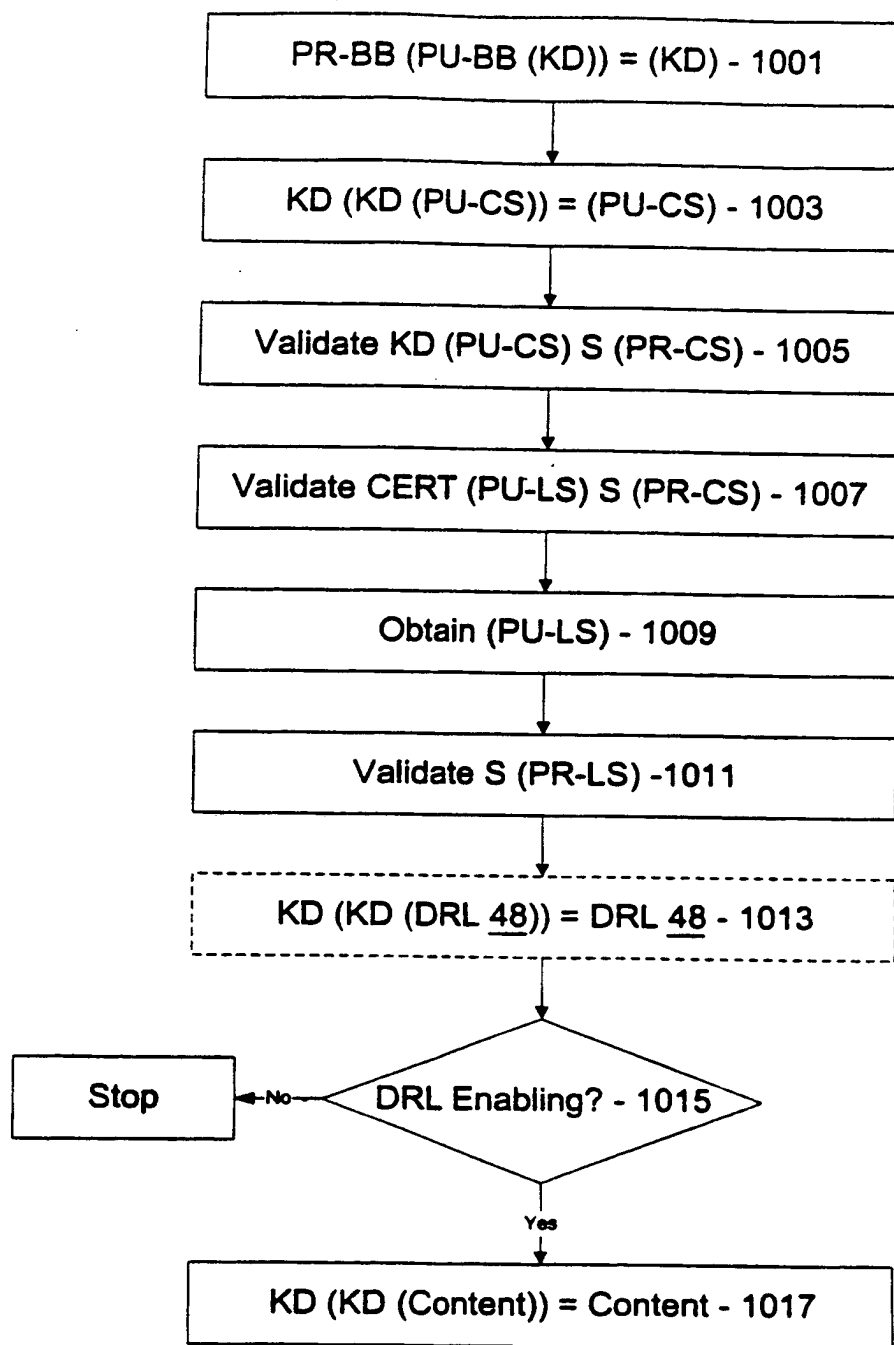 PR-BB (PU-BB (KD)) = (KD) - 1001
KD (KD (PU-CS)) = (PU-CS) - 1003
Validate KD (PU-CS) S (PR-CS) - 1005
Validate CERT (PU-LS) S (PR-CS) - 1007
Obtain (PU-LS) - 1009
Validate S (PR-LS) -1011
KD (KD (DRL 48)) = DRL 48 - 1013
DRL Enabling? - 1015
No
Stop
Yes
KD (KD (Content)) = Content - 1017